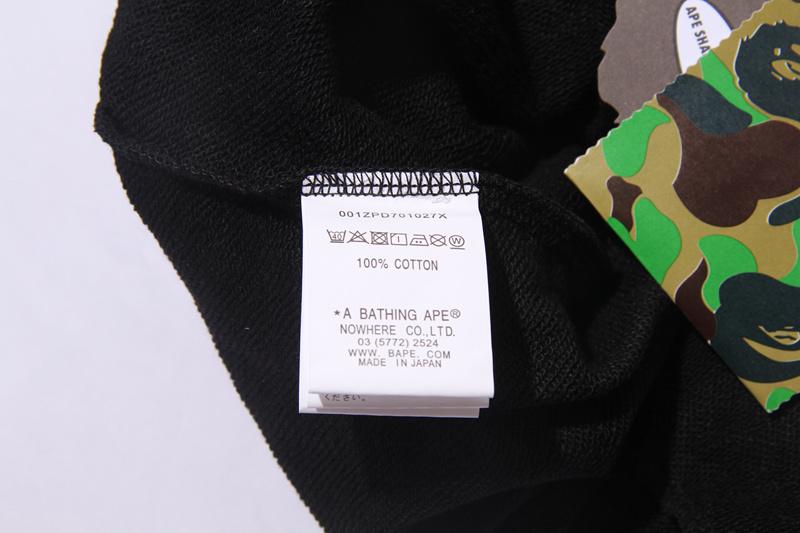 001ZPD701027X
40 W
100% COTTON
*A BATHING APE®
NOWHERE CO.,LTD.
03 (5772) 2524
WWW. BAPE. COM
MADE IN JAPAN
ください。
APE SHA